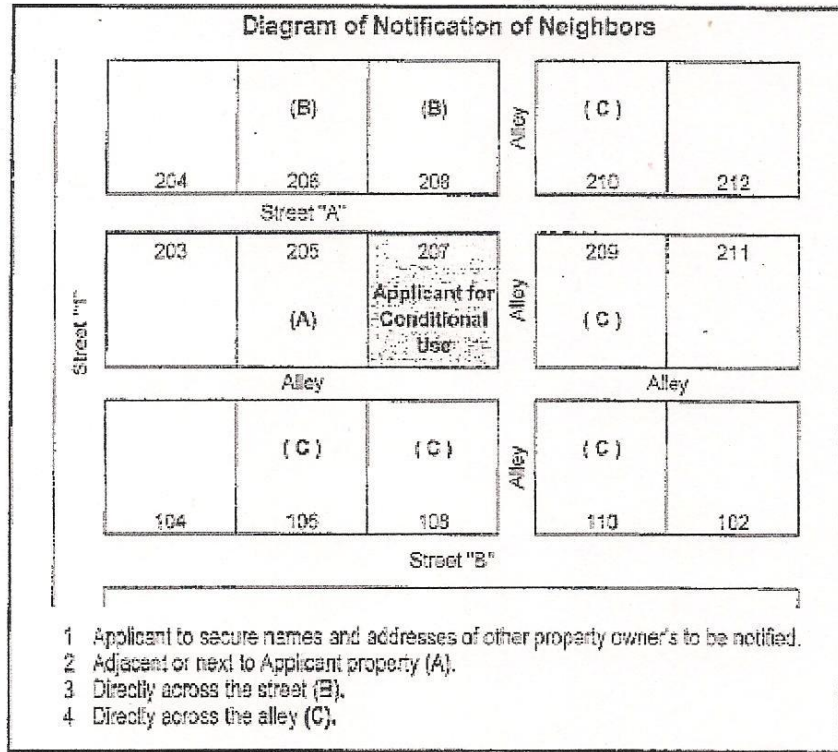 Diagram of Notification of Neighbors
(B) (B) Alley (C)
204 206 208 210 212
Street "A"
203 205 207 209 211
Street "1" (A) Applicant for Conditional Use Alley (C)
Alley Alley
(C) (C) Alley (C)
104 106 108 110 102
Street "B"
1 Applicant to secure names and addresses of other property owner's to be notified.
2 Adjacent or next to Applicant property (A).
3 Directly across the street (B).
4 Directly across the alley (C).